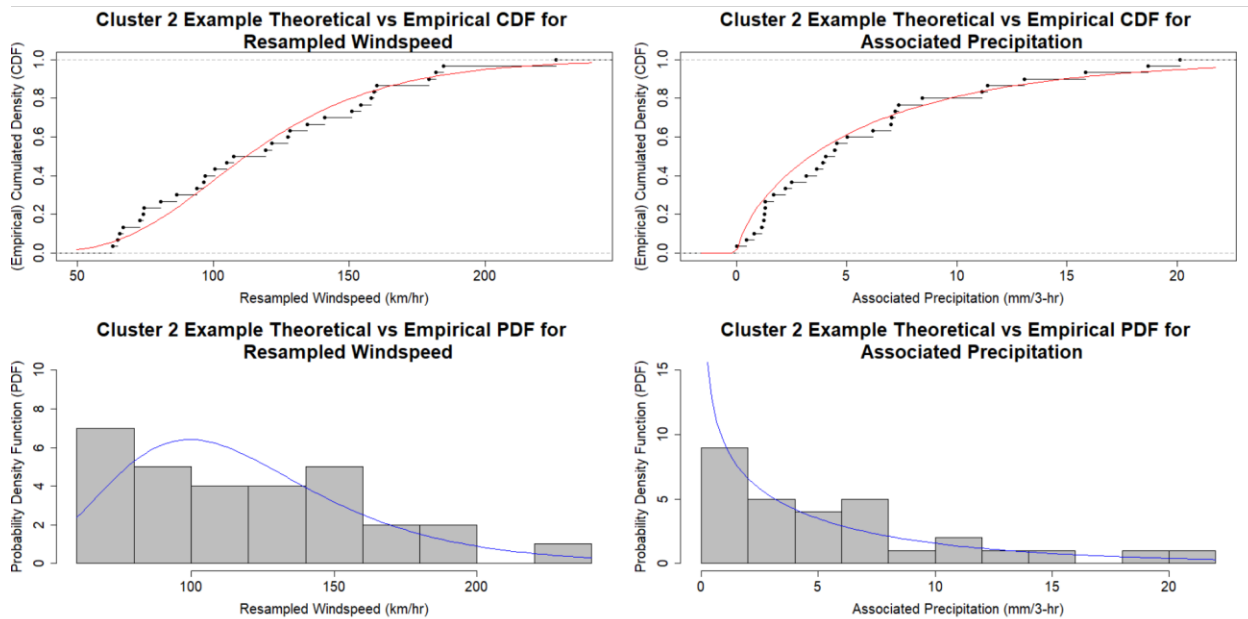 Cluster 2 Example Theoretical vs Empirical CDF for
Resampled Windspeed
(Empirical) Cumulated Density (CDF)
1.0
0.8
0.6
0.4
0.2
0.0
50 100 150 200
Resampled Windspeed (km/hr)
Cluster 2 Example Theoretical vs Empirical CDF for
Associated Precipitation
(Empirical) Cumulated Density (CDF)
1.0
0.8
0.6
0.4
0.2
0.0
0 5 10 15 20
Associated Precipitation (mm/3-hr)
Cluster 2 Example Theoretical vs Empirical PDF for
Resampled Windspeed
Probability Density Function (PDF)
10
8
6
4
2
0
100 150 200
Resampled Windspeed (km/hr)
Cluster 2 Example Theoretical vs Empirical PDF for
Associated Precipitation
Probability Density Function (PDF)
15
10
5
0
0 5 10 15 20
Associated Precipitation (mm/3-hr)